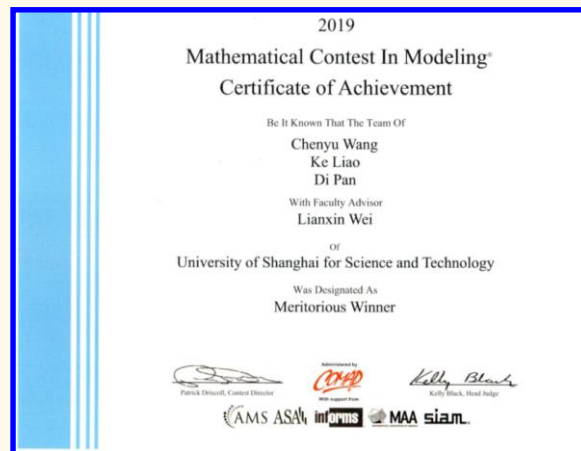 2019
Mathematical Contest In Modeling®
Certificate of Achievement
Be It Known That The Team Of
Chenyu Wang
Ke Liao
Di Pan
With Faculty Advisor
Lianxin Wei
Of
University of Shanghai for Science and Technology
Was Designated As
Meritorious Winner
Administered by
COMAP
With support from
Patrick Driscoll, Contest Director
Kelly Black
Kelly Black, Head Judge
AMS ASA informs MAA siam.